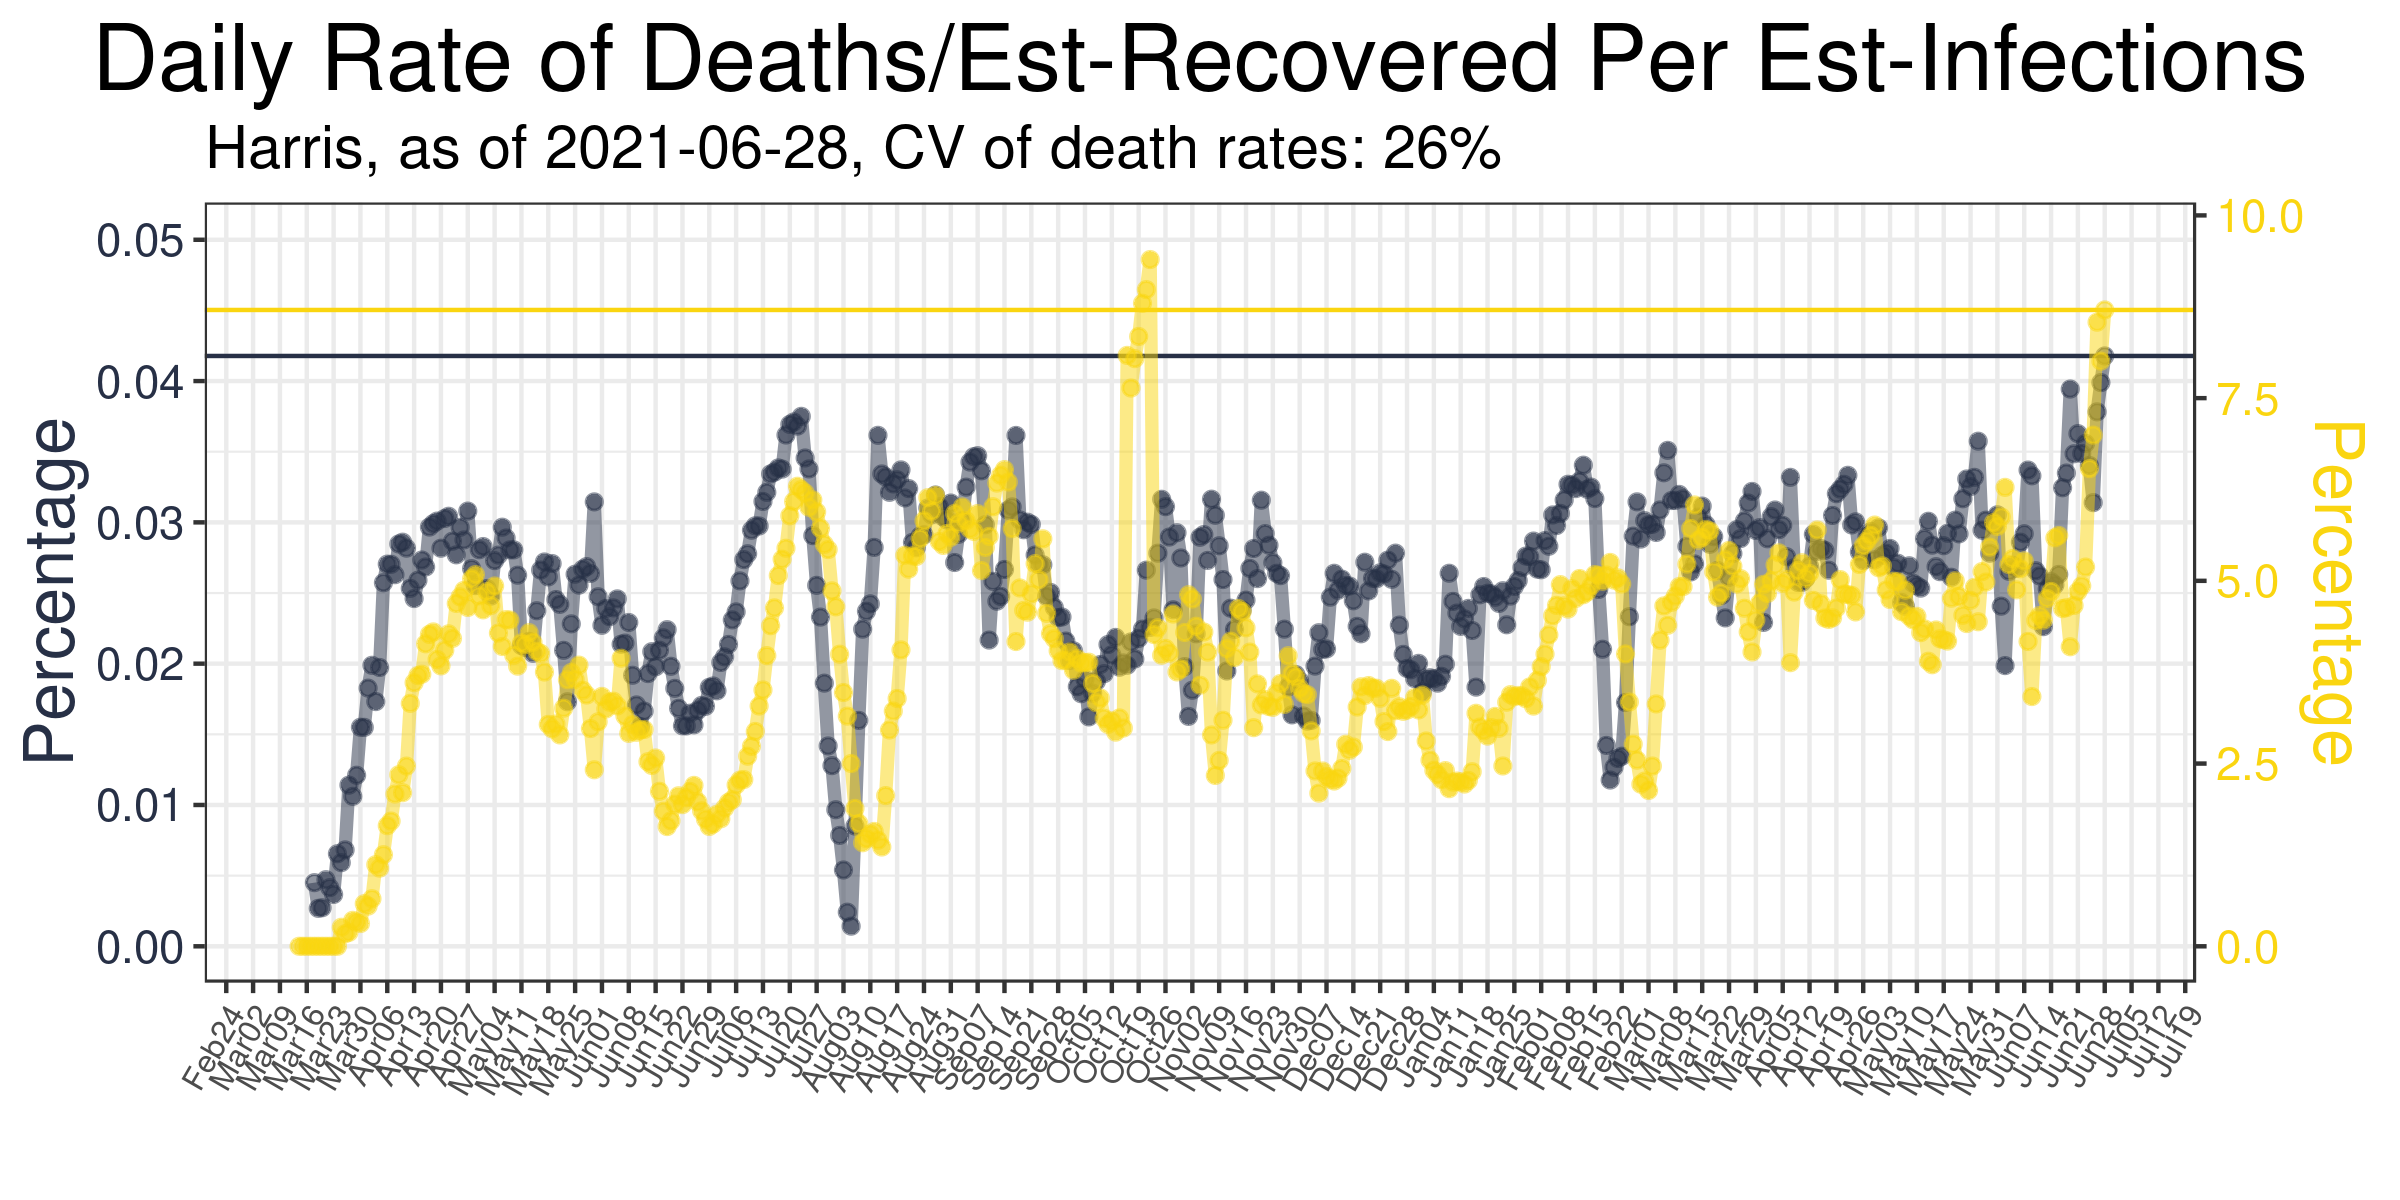 Daily Rate of Deaths/Est-Recovered Per Est-Infections
Harris, as of 2021-06-28, CV of death rates: 26%
Percentage
0.05
0.04
0.03
0.02
0.01
0.00
10.0
7.5
5.0
2.5
0.0
Percentage
Feb24
Mar02
Mar09
Mar16
Mar23
Mar30
Apr06
Apr13
Apr20
Apr27
May04
May11
May18
May25
Jun01
Jun08
Jun15
Jun22
Jun29
Jul06
Jul13
Jul20
Jul27
Aug03
Aug10
Aug17
Aug24
Aug31
Sep07
Sep14
Sep21
Sep28
Oct05
Oct12
Oct19
Oct26
Nov02
Nov09
Nov16
Nov23
Nov30
Dec07
Dec14
Dec21
Dec28
Jan04
Jan11
Jan18
Jan25
Feb01
Feb08
Feb15
Feb22
Mar01
Mar08
Mar15
Mar22
Mar29
Apr05
Apr12
Apr19
Apr26
May03
May10
May17
May24
May31
Jun07
Jun14
Jun21
Jun28
Jul05
Jul12
Jul19